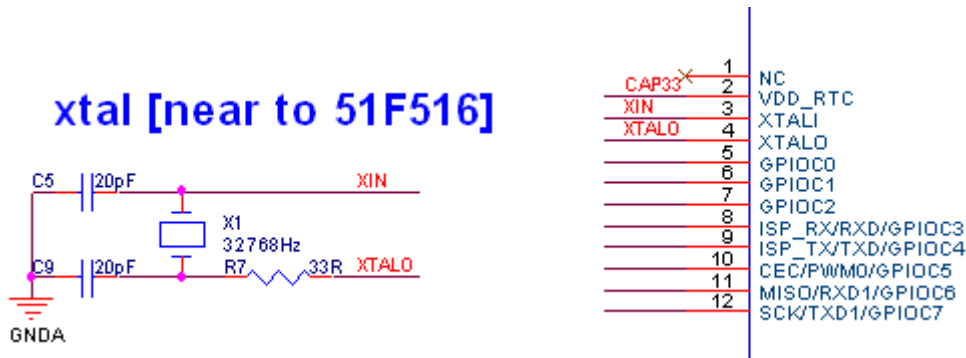 xtal [near to 51F516]
C5 20pF XIN
X1
32768Hz
C9 20pF R7 33R XTALO
GNDA
1 NC
CAP33 2 VDD_RTC
XIN 3 XTALI
XTALO 4 XTALO
5 GPIOC0
6 GPIOC1
7 GPIOC2
8 ISP_RX/RXD/GPIOC3
9 ISP_TX/TXD/GPIOC4
10 CEC/PWM0/GPIOC5
11 MISO/RXD1/GPIOC6
12 SCK/TXD1/GPIOC7